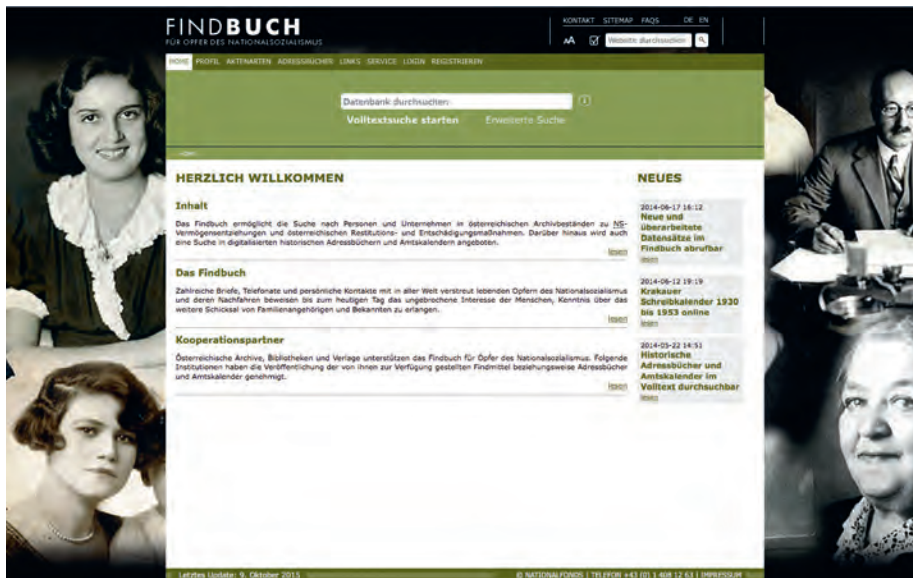 FINDBUCH
FÜR OPFER DES NATIONALSOZIALISMUS
KONTAKT SITEMAP FAQS DE EN
AA Website durchsuchen
HOME PROFIL AKTENARTEN ADRESSBÜCHER LINKS SERVICE LOGIN REGISTRIEREN
Datenbank durchsuchen:
Volltextsuche starten Erweiterte Suche
HERZLICH WILLKOMMEN
Inhalt
Das Findbuch ermöglicht die Suche nach Personen und Unternehmen in österreichischen Archivbeständen zu NS-
Vermögensentziehungen und österreichischen Restitutions- und Entschädigungsmaßnahmen. Darüber hinaus wird auch
eine Suche in digitalisierten historischen Adressbüchern und Amtskalendern angeboten.
lesen
Das Findbuch
Zahlreiche Briefe, Telefonate und persönliche Kontakte mit in aller Welt verstreut lebenden Opfern des Nationalsozialismus
und deren Nachfahren beweisen bis zum heutigen Tag das ungebrochene Interesse der Menschen, Kenntnis über das
weitere Schicksal von Familienangehörigen und Bekannten zu erlangen.
lesen
Kooperationspartner
Österreichische Archive, Bibliotheken und Verlage unterstützen das Findbuch für Opfer des Nationalsozialismus. Folgende
Institutionen haben die Veröffentlichung der von ihnen zur Verfügung gestellten Findmittel beziehungsweise Adressbücher
und Amtskalender genehmigt.
lesen
NEUES
2014-06-17 16:12
Neue und
überarbeitete
Datensätze im
Findbuch abrufbar
lesen
2014-06-12 19:19
Krakauer
Schreibkalender 1930
bis 1953 online
lesen
2014-05-22 14:51
Historische
Adressbücher und
Amtskalender im
Volltext durchsuchbar
lesen
Letztes Update: 9. Oktober 2015
© NATIONALFONDS | TELEFON +43 (0) 1 408 12 63 | IMPRESSUM